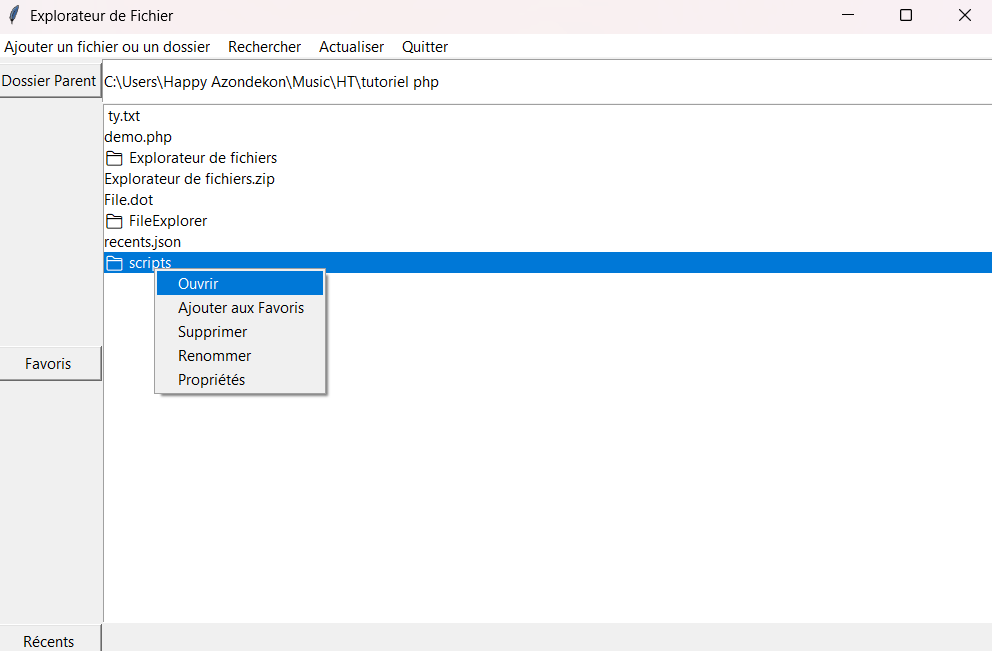 Explorateur de Fichier
Ajouter un fichier ou un dossier Rechercher Actualiser Quitter
Dossier Parent C:\Users\Happy Azondekon\Music\HT\tutoriel php
ty.txt
demo.php
Explorateur de fichiers
Explorateur de fichiers.zip
File.dot
FileExplorer
recents.json
scripts
Ouvrir
Ajouter aux Favoris
Supprimer
Renommer
Favoris
Propriétés
Récents